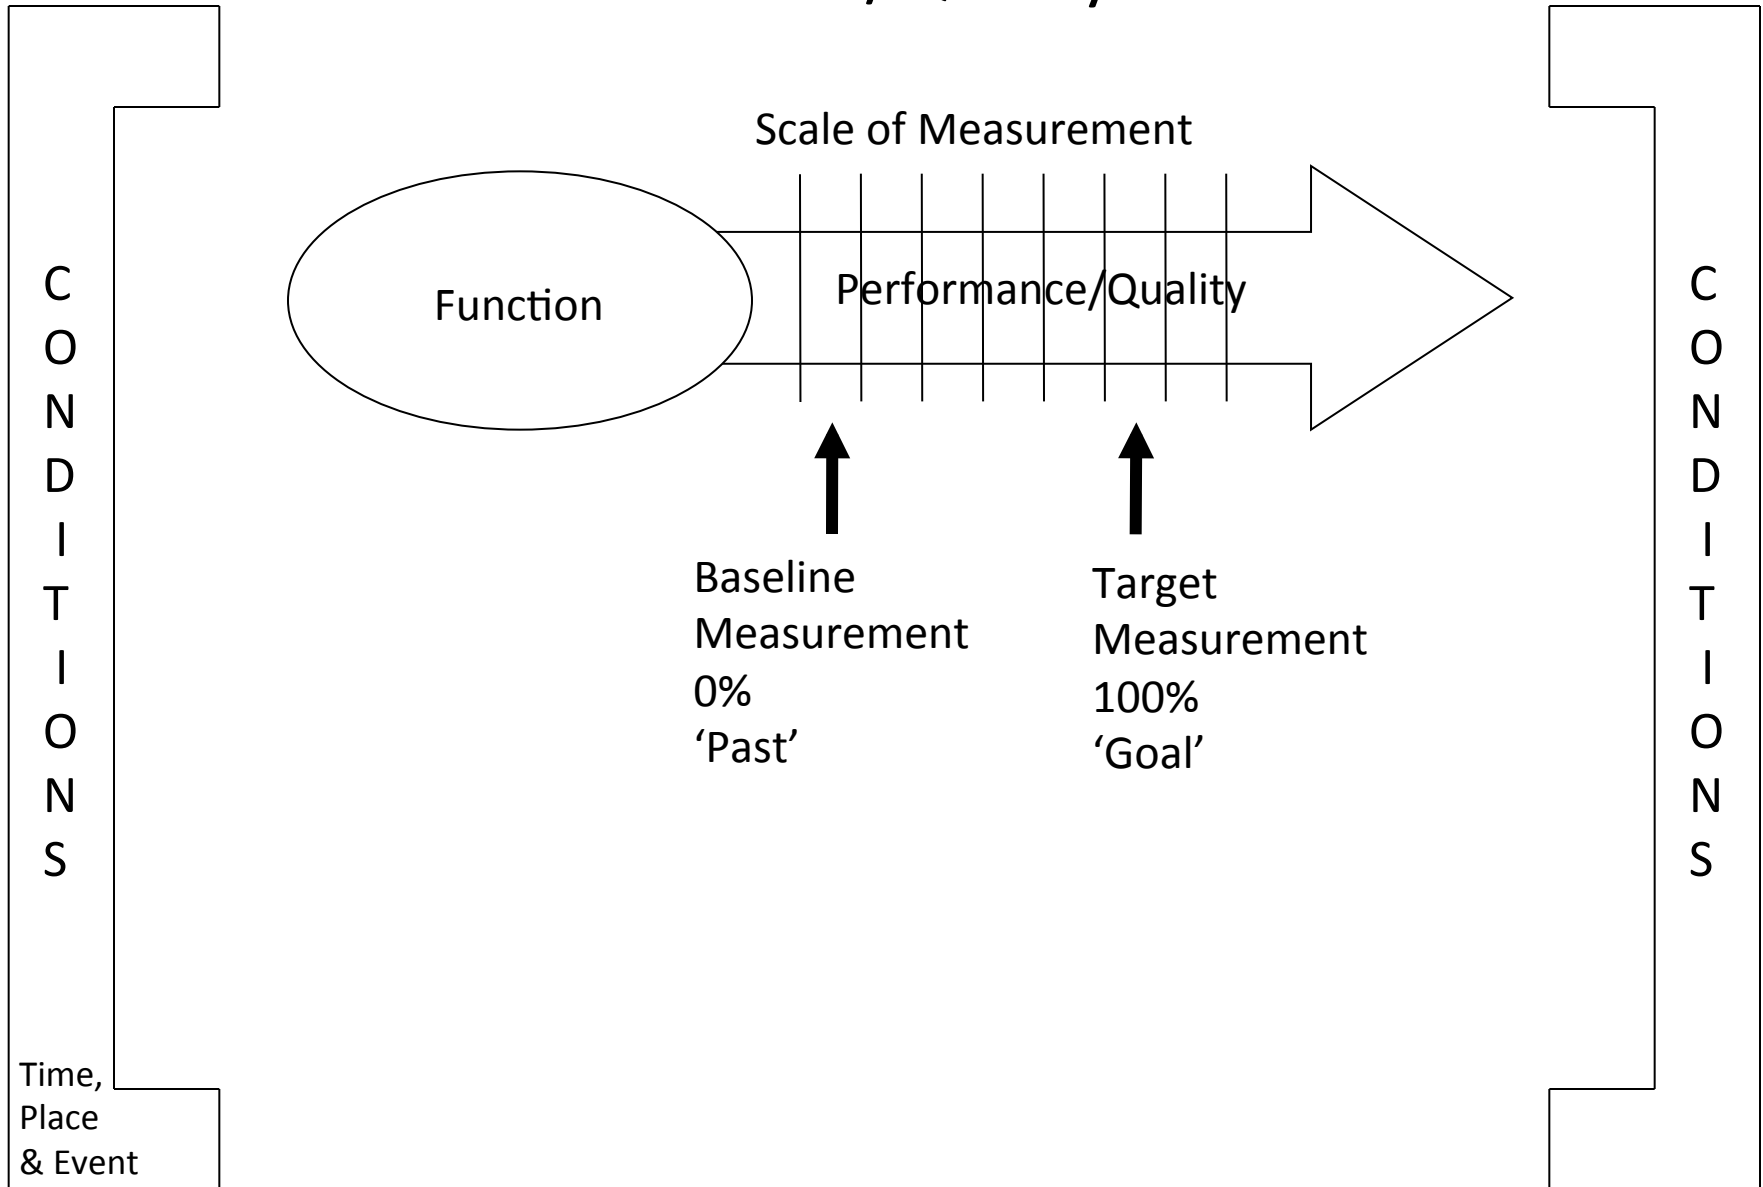 Scale of Measurement
Function
Performance/Quality
C
O
N
D
I
T
I
O
N
S
C
O
N
D
I
T
I
O
N
S
Baseline
Measurement
0%
‘Past’
Target
Measurement
100%
‘Goal’
Time,
Place
& Event